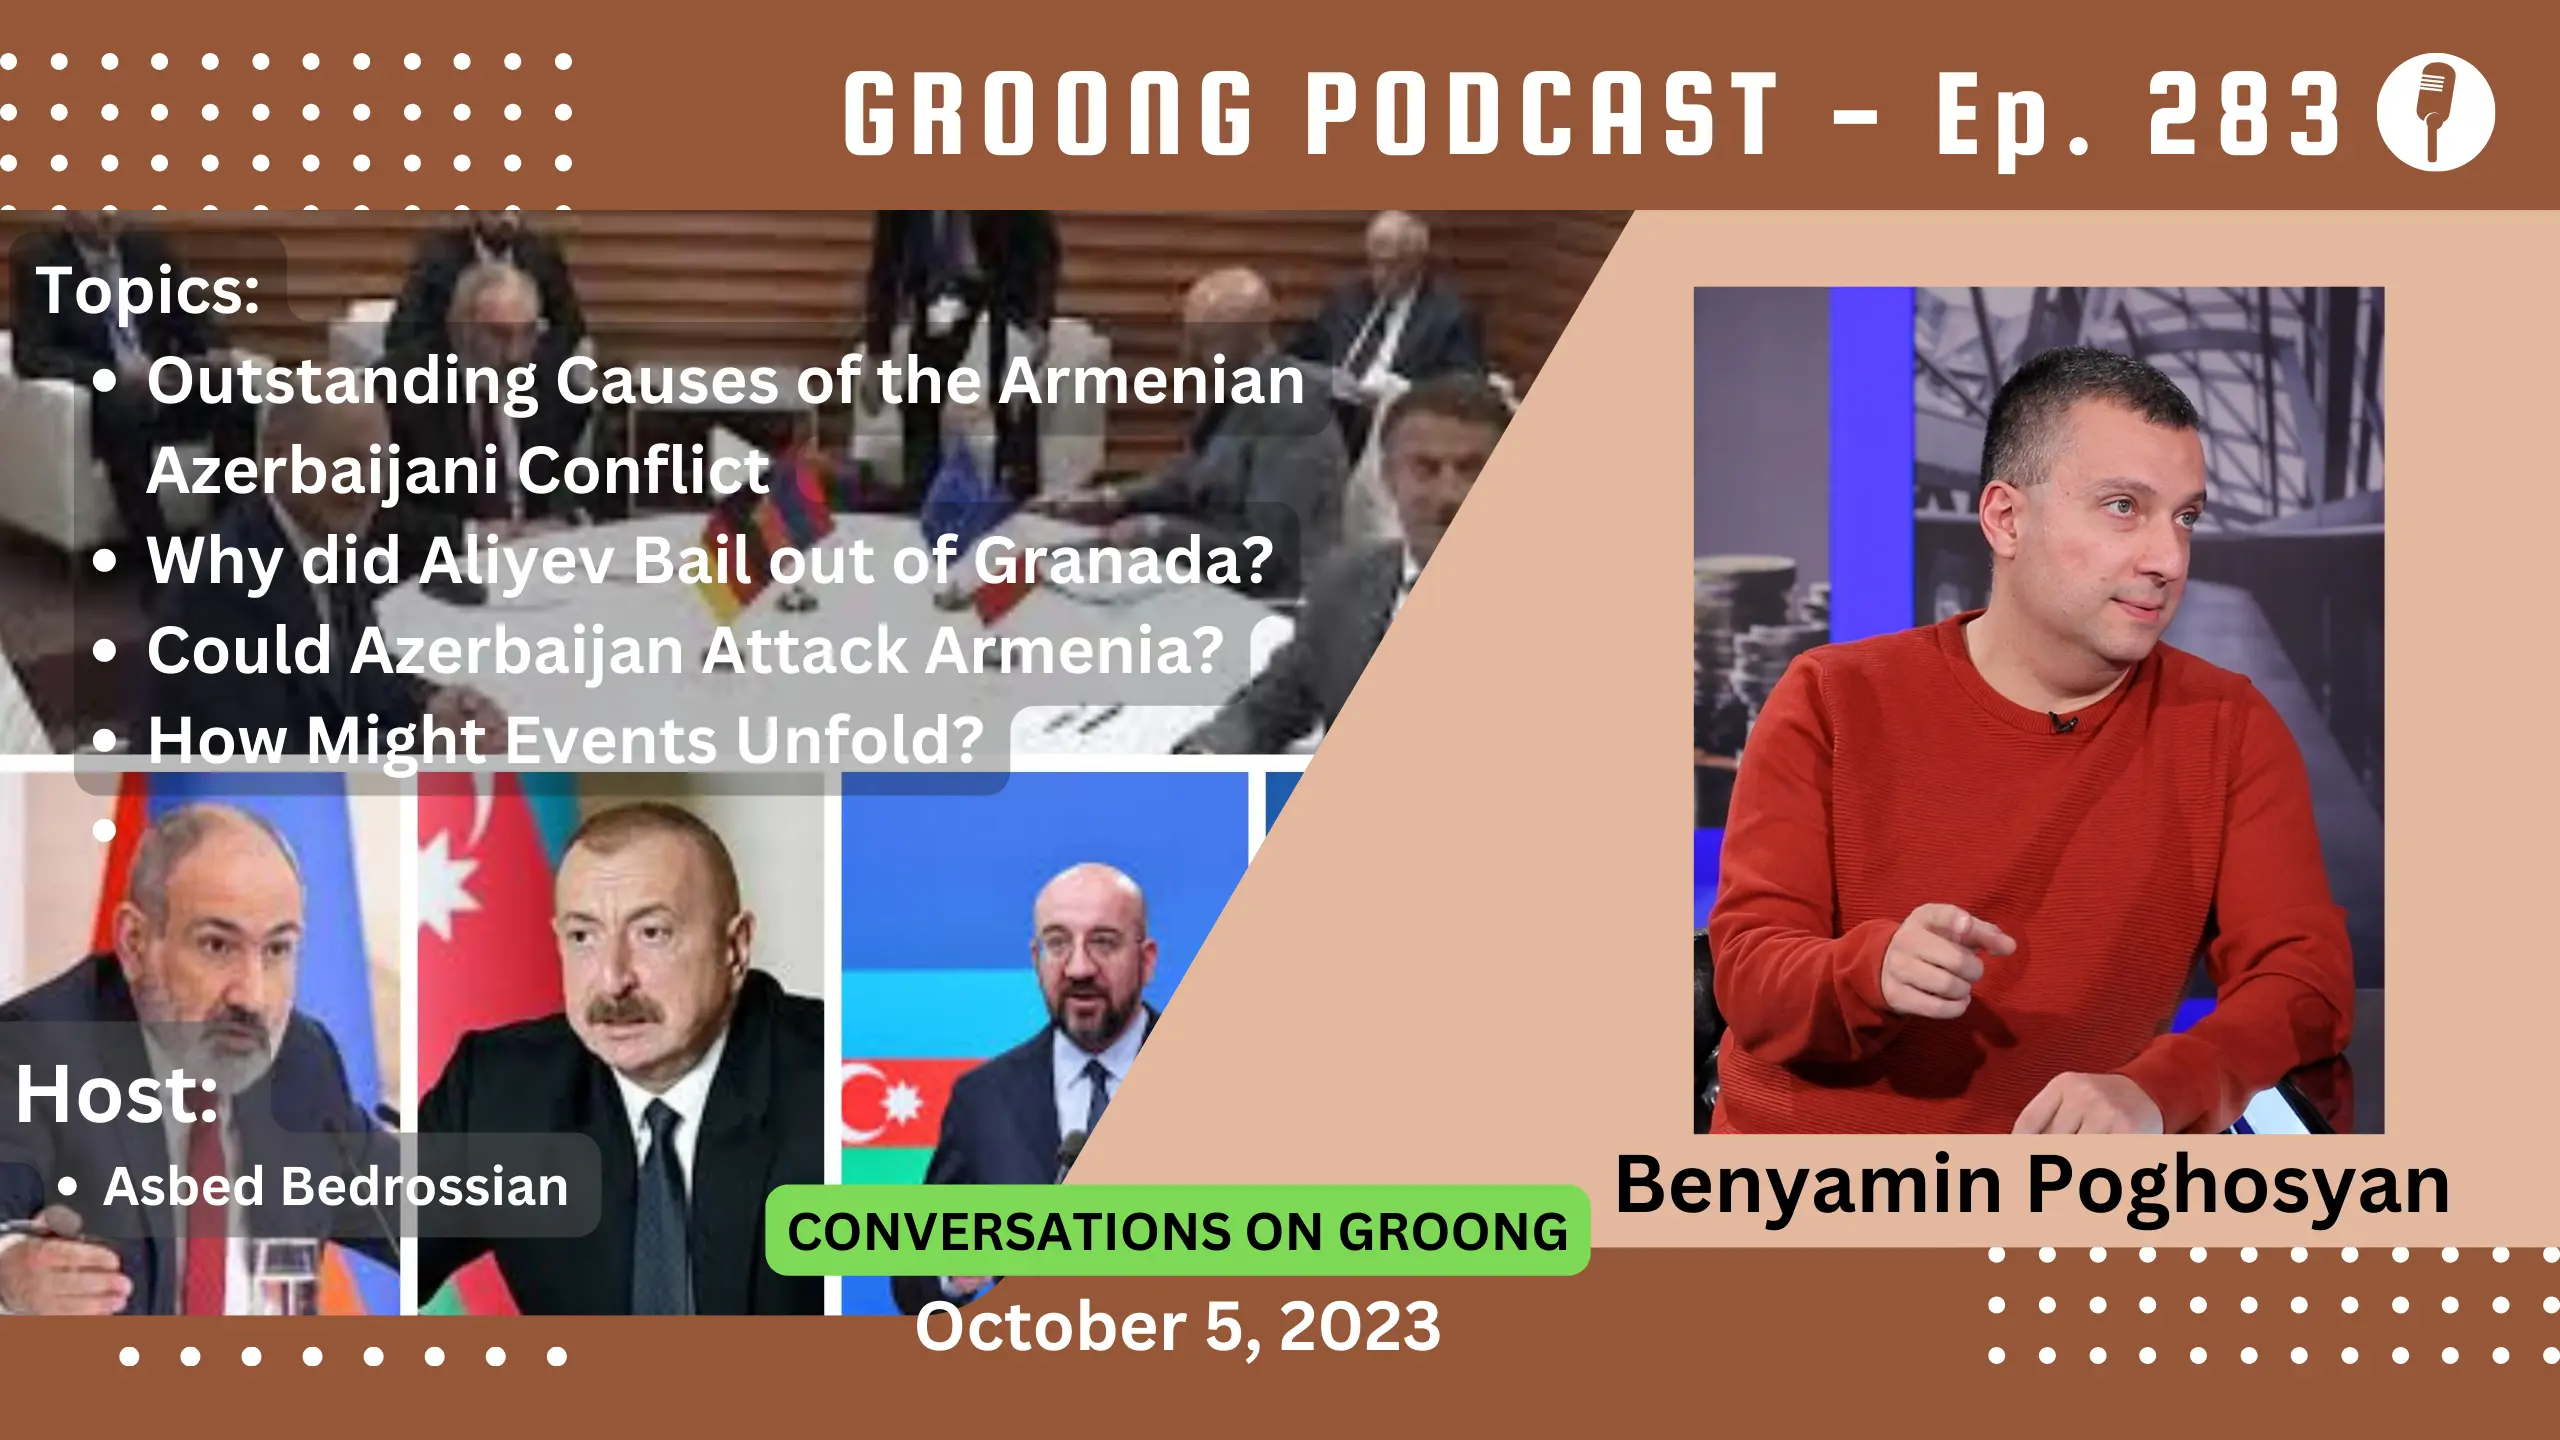 GROONG PODCAST - Ep. 283
Topics:
• Outstanding Causes of the Armenian
Azerbaijani Conflict
• Why did Aliyev Bail out of Granada?
• Could Azerbaijan Attack Armenia?
• How Might Events Unfold?
•
Host:
• Asbed Bedrossian
Benyamin Poghosyan
CONVERSATIONS ON GROONG
October 5, 2023